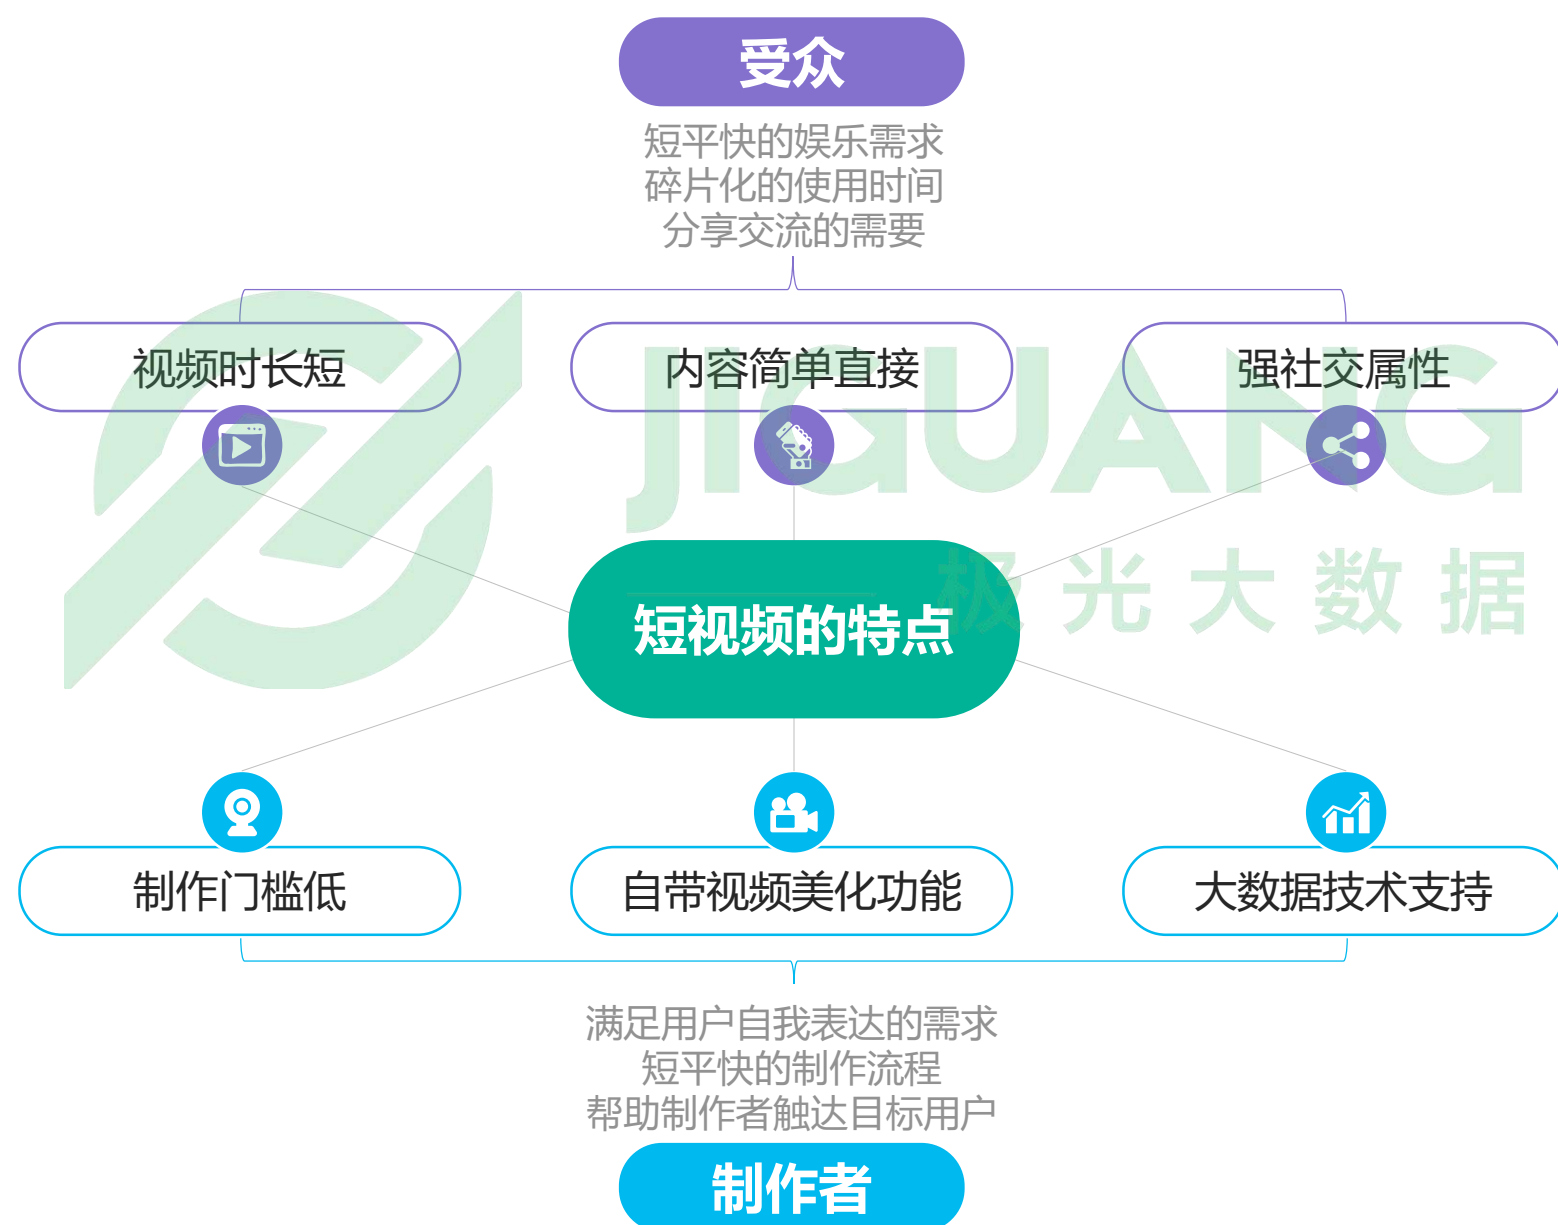 受众
短平快的娱乐需求
碎片化的使用时间
分享交流的需要
视频时长短
内容简单直接
强社交属性
JIGUANG
极光大数据
短视频的特点
制作门槛低
自带视频美化功能
大数据技术支持
满足用户自我表达的需求
短平快的制作流程
帮助制作者触达目标用户
制作者